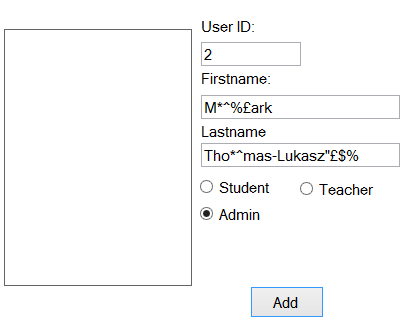 User ID:
2
Firstname:
M*^%£ark
Lastname
Tho*^mas-Lukasz"£$%
Student
Teacher
Admin
Add